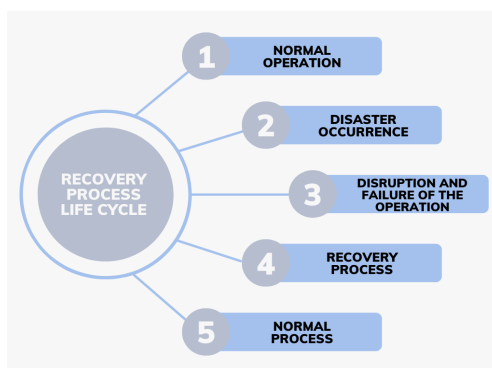 RECOVERY
PROCESS
LIFE CYCLE
1
NORMAL
OPERATION
2
DISASTER
OCCURRENCE
3
DISRUPTION AND
FAILURE OF THE
OPERATION
4
RECOVERY
PROCESS
5
NORMAL
PROCESS